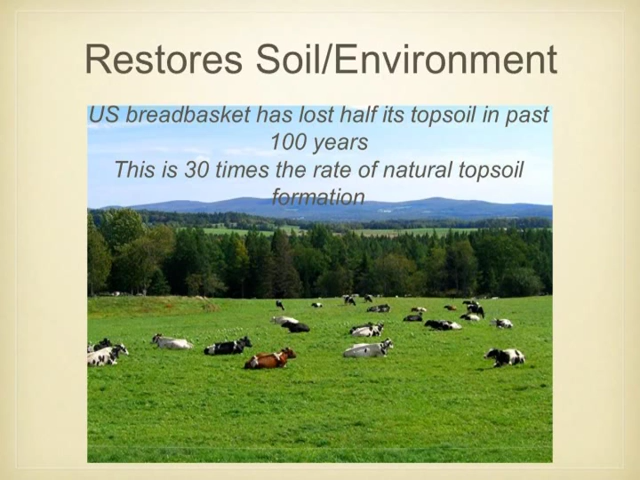 Restores Soil/Environment
US breadbasket has lost half its topsoil in past
100 years
This is 30 times the rate of natural topsoil
formation